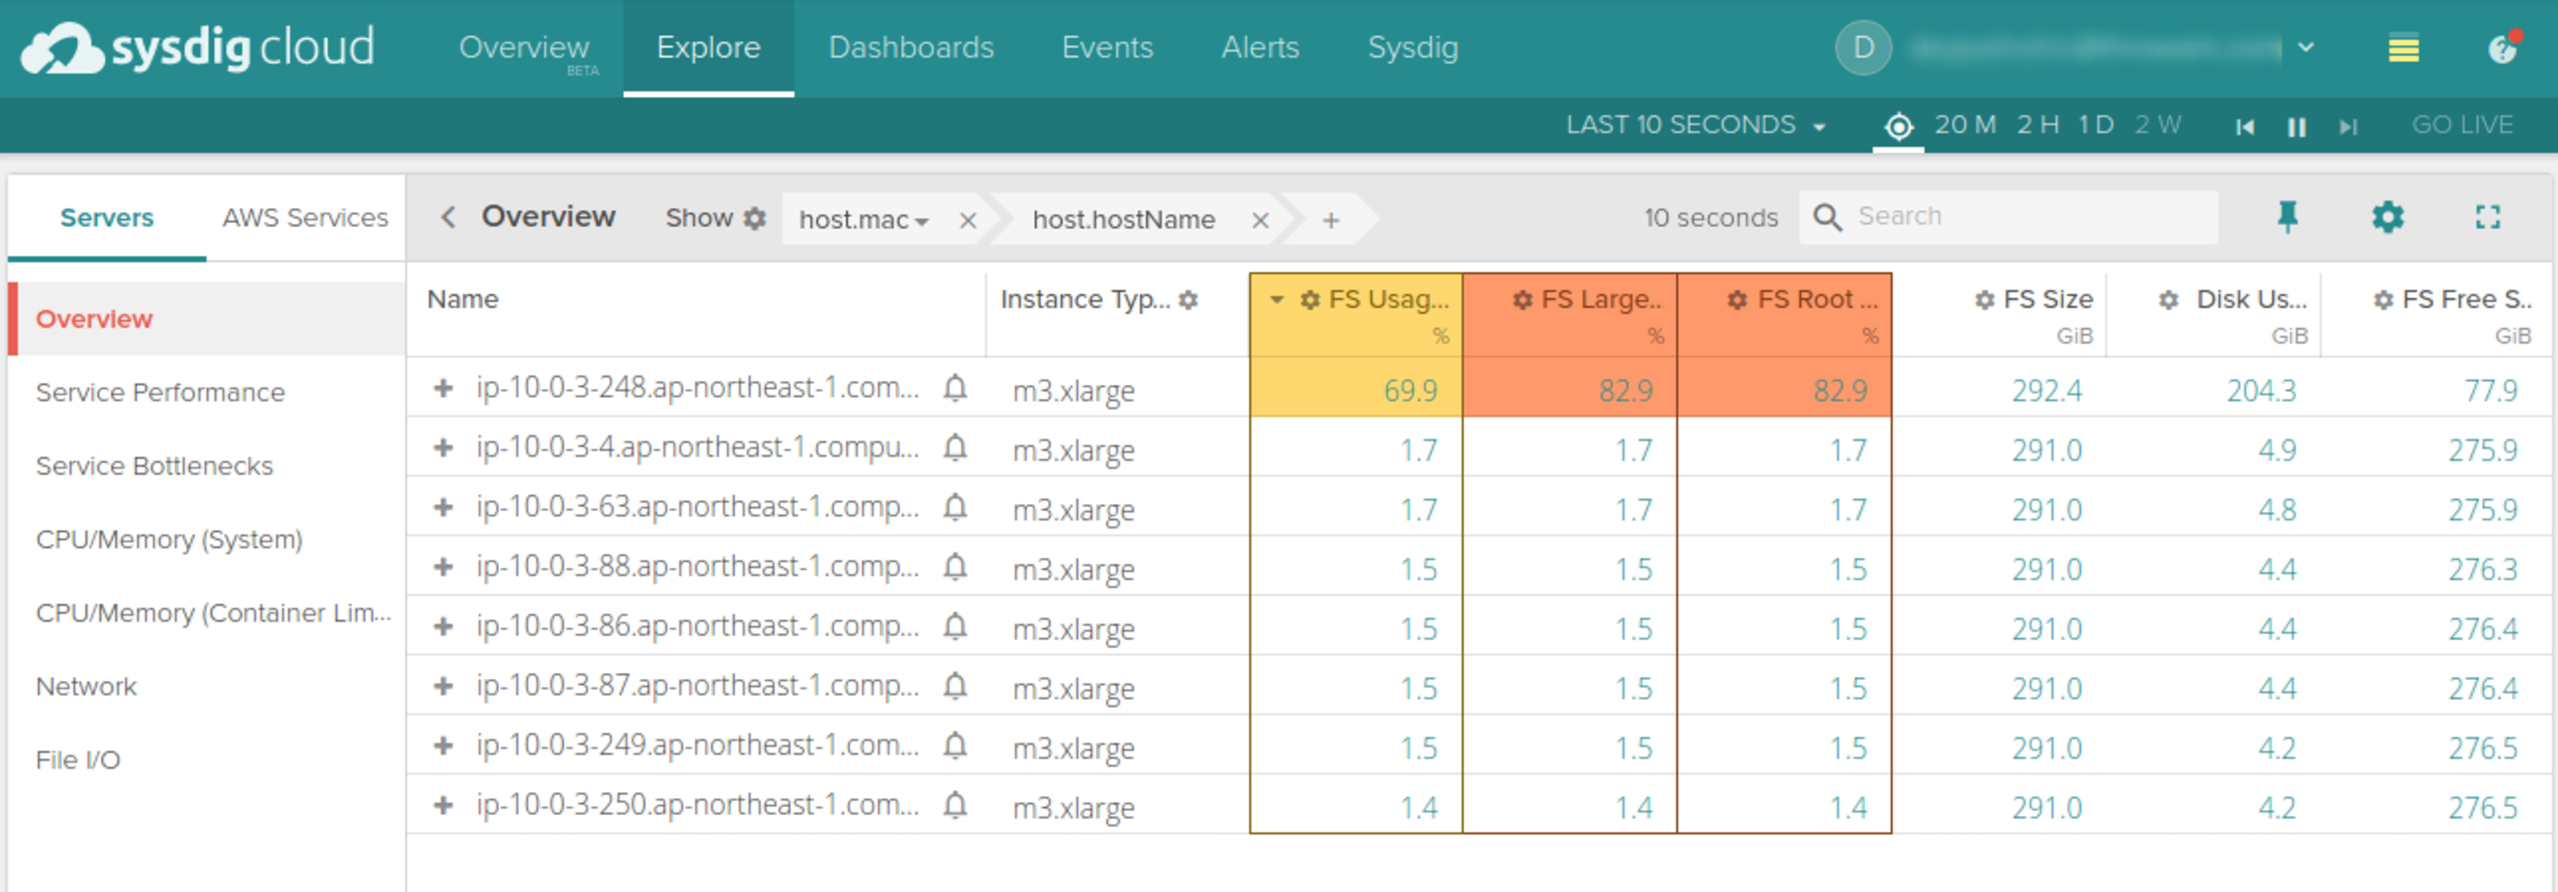 sysdig cloud Overview BETA Explore Dashboards Events Alerts Sysdig D
LAST 10 SECONDS 20 M 2 H 1 D 2 W GO LIVE
Servers AWS Services Overview Show host.mac host.hostName + 10 seconds Search
Overview
Service Performance
Service Bottlenecks
CPU/Memory (System)
CPU/Memory (Container Lim...
Network
File I/O
Name Instance Typ... FS Usag... FS Large... FS Root ... FS Size Disk Us... FS Free S..
% % % GiB GiB GiB
+ ip-10-0-3-248.ap-northeast-1.com... m3.xlarge 69.9 82.9 82.9 292.4 204.3 77.9
+ ip-10-0-3-4.ap-northeast-1.compu... m3.xlarge 1.7 1.7 1.7 291.0 4.9 275.9
+ ip-10-0-3-63.ap-northeast-1.comp... m3.xlarge 1.7 1.7 1.7 291.0 4.8 275.9
+ ip-10-0-3-88.ap-northeast-1.comp... m3.xlarge 1.5 1.5 1.5 291.0 4.4 276.3
+ ip-10-0-3-86.ap-northeast-1.comp... m3.xlarge 1.5 1.5 1.5 291.0 4.4 276.4
+ ip-10-0-3-87.ap-northeast-1.comp... m3.xlarge 1.5 1.5 1.5 291.0 4.4 276.4
+ ip-10-0-3-249.ap-northeast-1.com... m3.xlarge 1.5 1.5 1.5 291.0 4.2 276.5
+ ip-10-0-3-250.ap-northeast-1.com... m3.xlarge 1.4 1.4 1.4 291.0 4.2 276.5